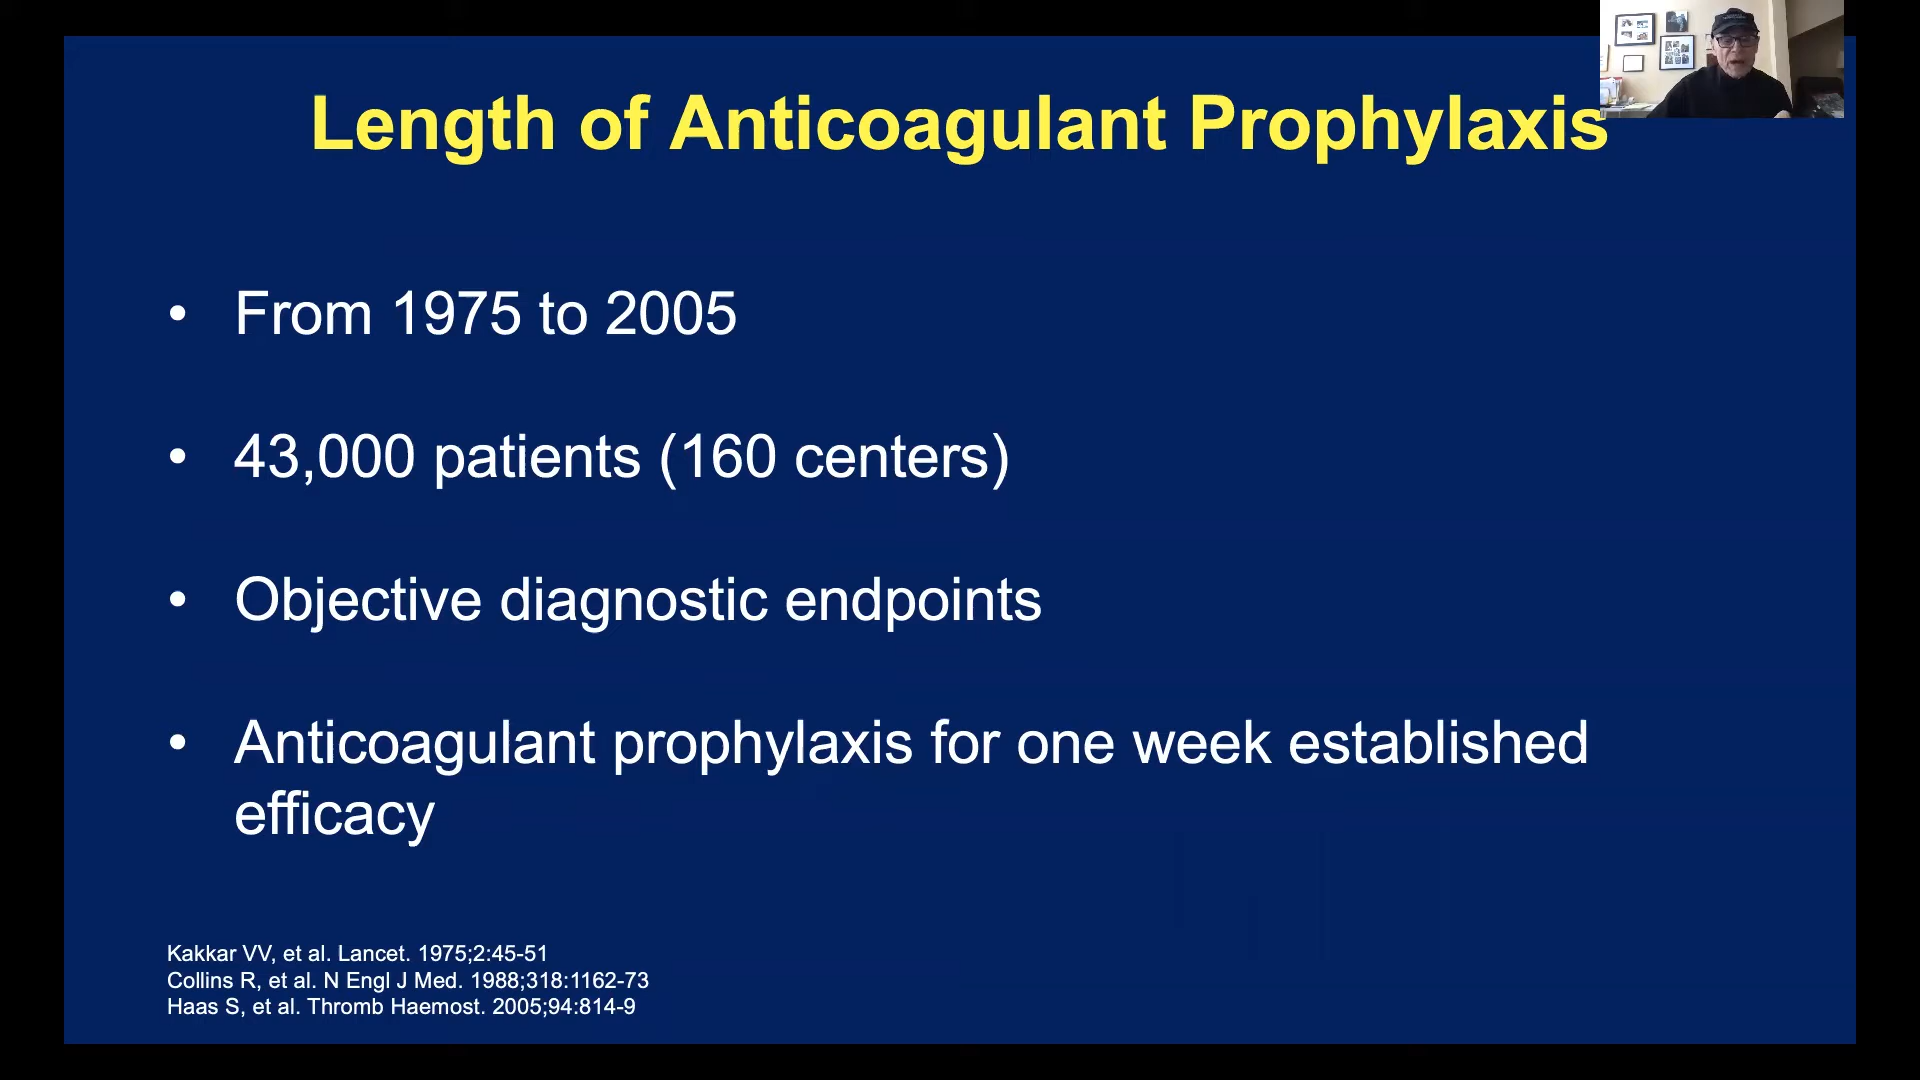 Length of Anticoagulant Prophylaxis
• From 1975 to 2005
• 43,000 patients (160 centers)
• Objective diagnostic endpoints
• Anticoagulant prophylaxis for one week established
efficacy
Kakkar VV, et al. Lancet. 1975;2:45-51
Collins R, et al. N Engl J Med. 1988;318:1162-73
Haas S, et al. Thromb Haemost. 2005;94:814-9